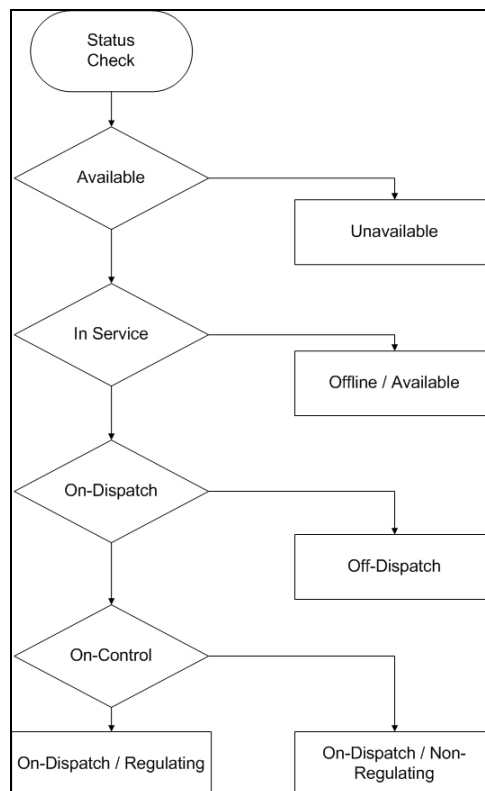 Status
Check
Available
Unavailable
In Service
Offline / Available
On-Dispatch
Off-Dispatch
On-Control
On-Dispatch / Regulating
On-Dispatch / Non-
Regulating